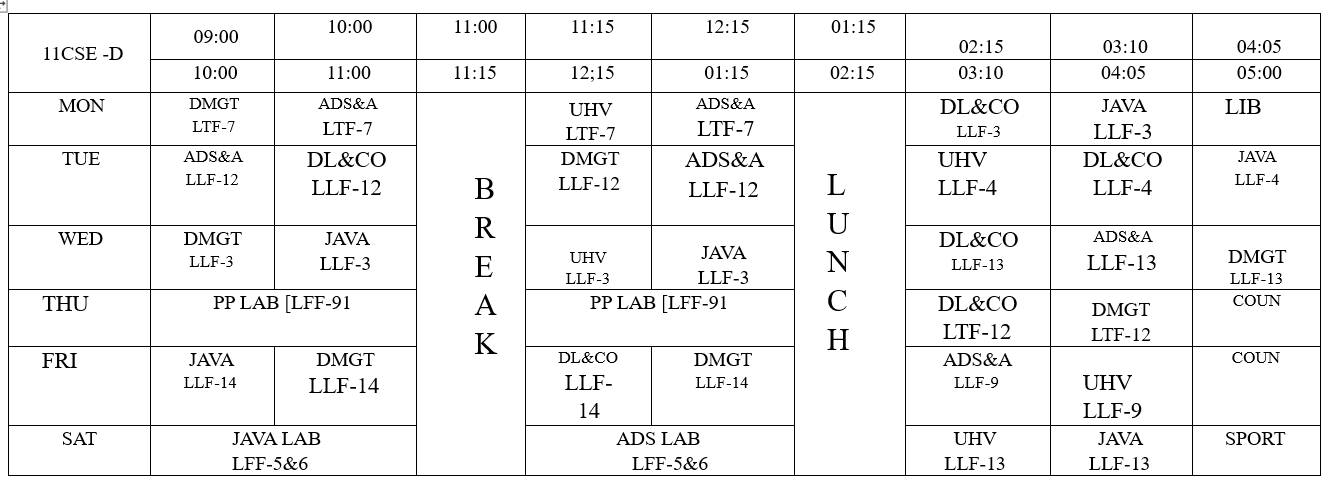 11CSE -D 09:00 10:00 11:00 11:15 12:15 01:15 02:15 03:10 04:05
10:00 11:00 11:15 12;15 01:15 02:15 03:10 04:05 05:00
MON DMGT ADS&A UHV ADS&A DL&CO JAVA LIB
LTF-7 LTF-7 LTF-7 LTF-7 LLF-3 LLF-3
TUE ADS&A DL&CO DMGT ADS&A UHV DL&CO JAVA
LLF-12 LLF-12 LLF-12 LLF-12 LLF-4 LLF-4 LLF-4
WED DMGT JAVA UHV JAVA DL&CO ADS&A DMGT
LLF-3 LLF-3 LLF-3 LLF-3 LLF-13 LLF-13 LLF-13
THU PP LAB [LFF-91 PP LAB [LFF-91 DL&CO DMGT COUN
LTF-12 LTF-12
FRI JAVA DMGT DL&CO DMGT ADS&A UHV COUN
LLF-14 LLF-14 LLF- LLF-14 LLF-9 LLF-9
14
SAT JAVA LAB ADS LAB UHV JAVA SPORT
LFF-5&6 LFF-5&6 LLF-13 LLF-13
B
R
E
A
K
L
U
N
C
H